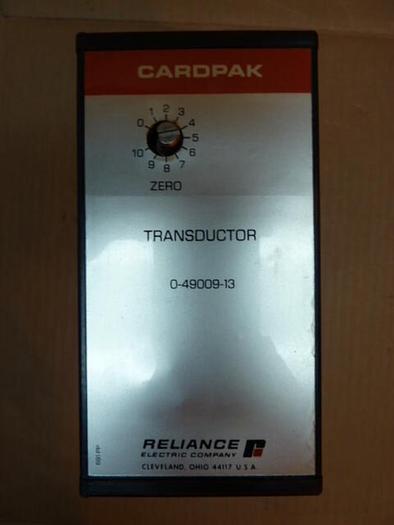 CARDPAK
0 1 2 3 4 5 6 7 8 9 10
ZERO
TRANSDUCTOR
0-49009-13
RELIANCE
ELECTRIC COMPANY
CLEVELAND, OHIO 44117 U.S.A.